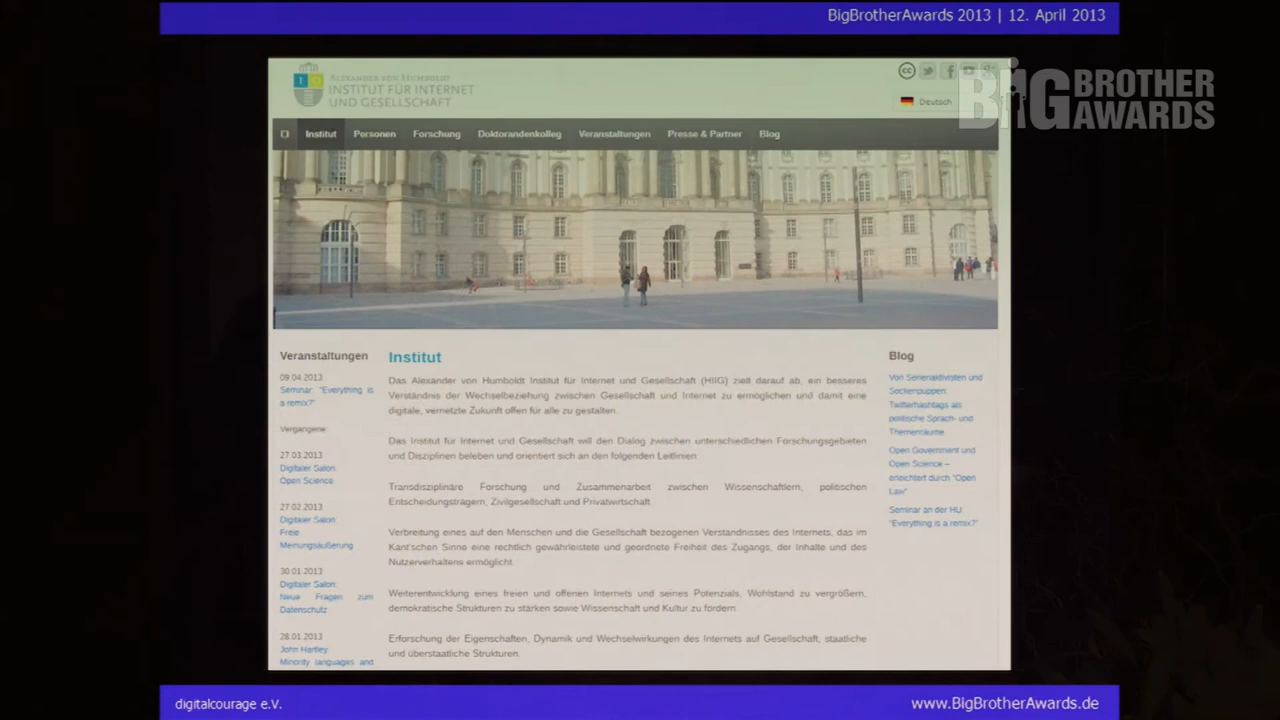 BigBrotherAwards 2013 | 12. April 2013
BiG BROTHER
AWARDS
ALEXANDER VON HUMBOLDT
INSTITUT FÜR INTERNET
UND GESELLSCHAFT
Deutsch
Institut Personen Forschung Doktorandenkolleg Veranstaltungen Presse & Partner Blog
Veranstaltungen
09.04.2013
Seminar: "Everything is
a remix?"
Vergangene:
27.03.2013
Digitaler Salon:
Open Science
27.02.2013
Digitaler Salon:
Freie
Meinungsäußerung
30.01.2013
Digitaler Salon:
Neue Fragen zum
Datenschutz
28.01.2013
John Hartley
Minority languages and
Institut
Das Alexander von Humboldt Institut für Internet und Gesellschaft (HIIG) zielt darauf ab, ein besseres
Verständnis der Wechselbeziehung zwischen Gesellschaft und Internet zu ermöglichen und damit eine
digitale, vernetzte Zukunft offen für alle zu gestalten.
Das Institut für Internet und Gesellschaft will den Dialog zwischen unterschiedlichen Forschungsgebieten
und Disziplinen beleben und orientiert sich an den folgenden Leitlinien:
Transdisziplinäre Forschung und Zusammenarbeit zwischen Wissenschaftlern, politischen
Entscheidungsträgern, Zivilgesellschaft und Privatwirtschaft.
Verbreitung eines auf den Menschen und die Gesellschaft bezogenen Verständnisses des Internets, das im
Kant'schen Sinne eine rechtlich gewährleistete und geordnete Freiheit des Zugangs, der Inhalte und des
Nutzerverhaltens ermöglicht.
Weiterentwicklung eines freien und offenen Internets und seines Potenzials, Wohlstand zu vergrößern,
demokratische Strukturen zu stärken sowie Wissenschaft und Kultur zu fördern.
Erforschung der Eigenschaften, Dynamik und Wechselwirkungen des Internets auf Gesellschaft, staatliche
und überstaatliche Strukturen.
Blog
Von Serienaktivisten und
Sockenpuppen:
Twitterhashtags als
politische Sprach- und
Themenräume
Open Government und
Open Science –
erleichtert durch "Open
Law"
Seminar an der HU:
"Everything is a remix?"
digitalcourage e.V.
www.BigBrotherAwards.de